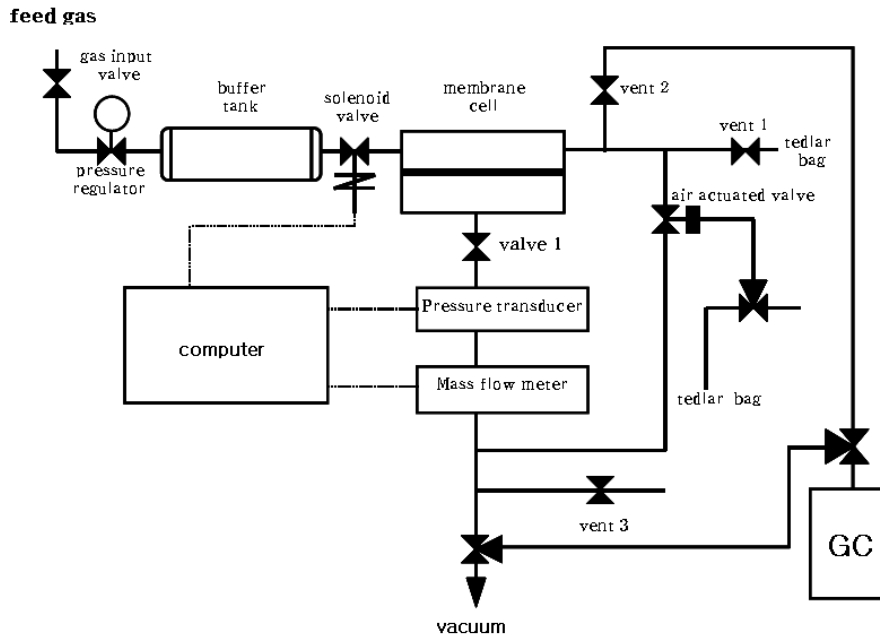 feed gas
gas input
valve
pressure
regulator
buffer
tank
solenoid
valve
membrane
cell
vent 2
vent 1
tedlar
bag
air actuated valve
valve 1
Pressure transducer
computer
Mass flow meter
tedlar bag
vent 3
GC
vacuum